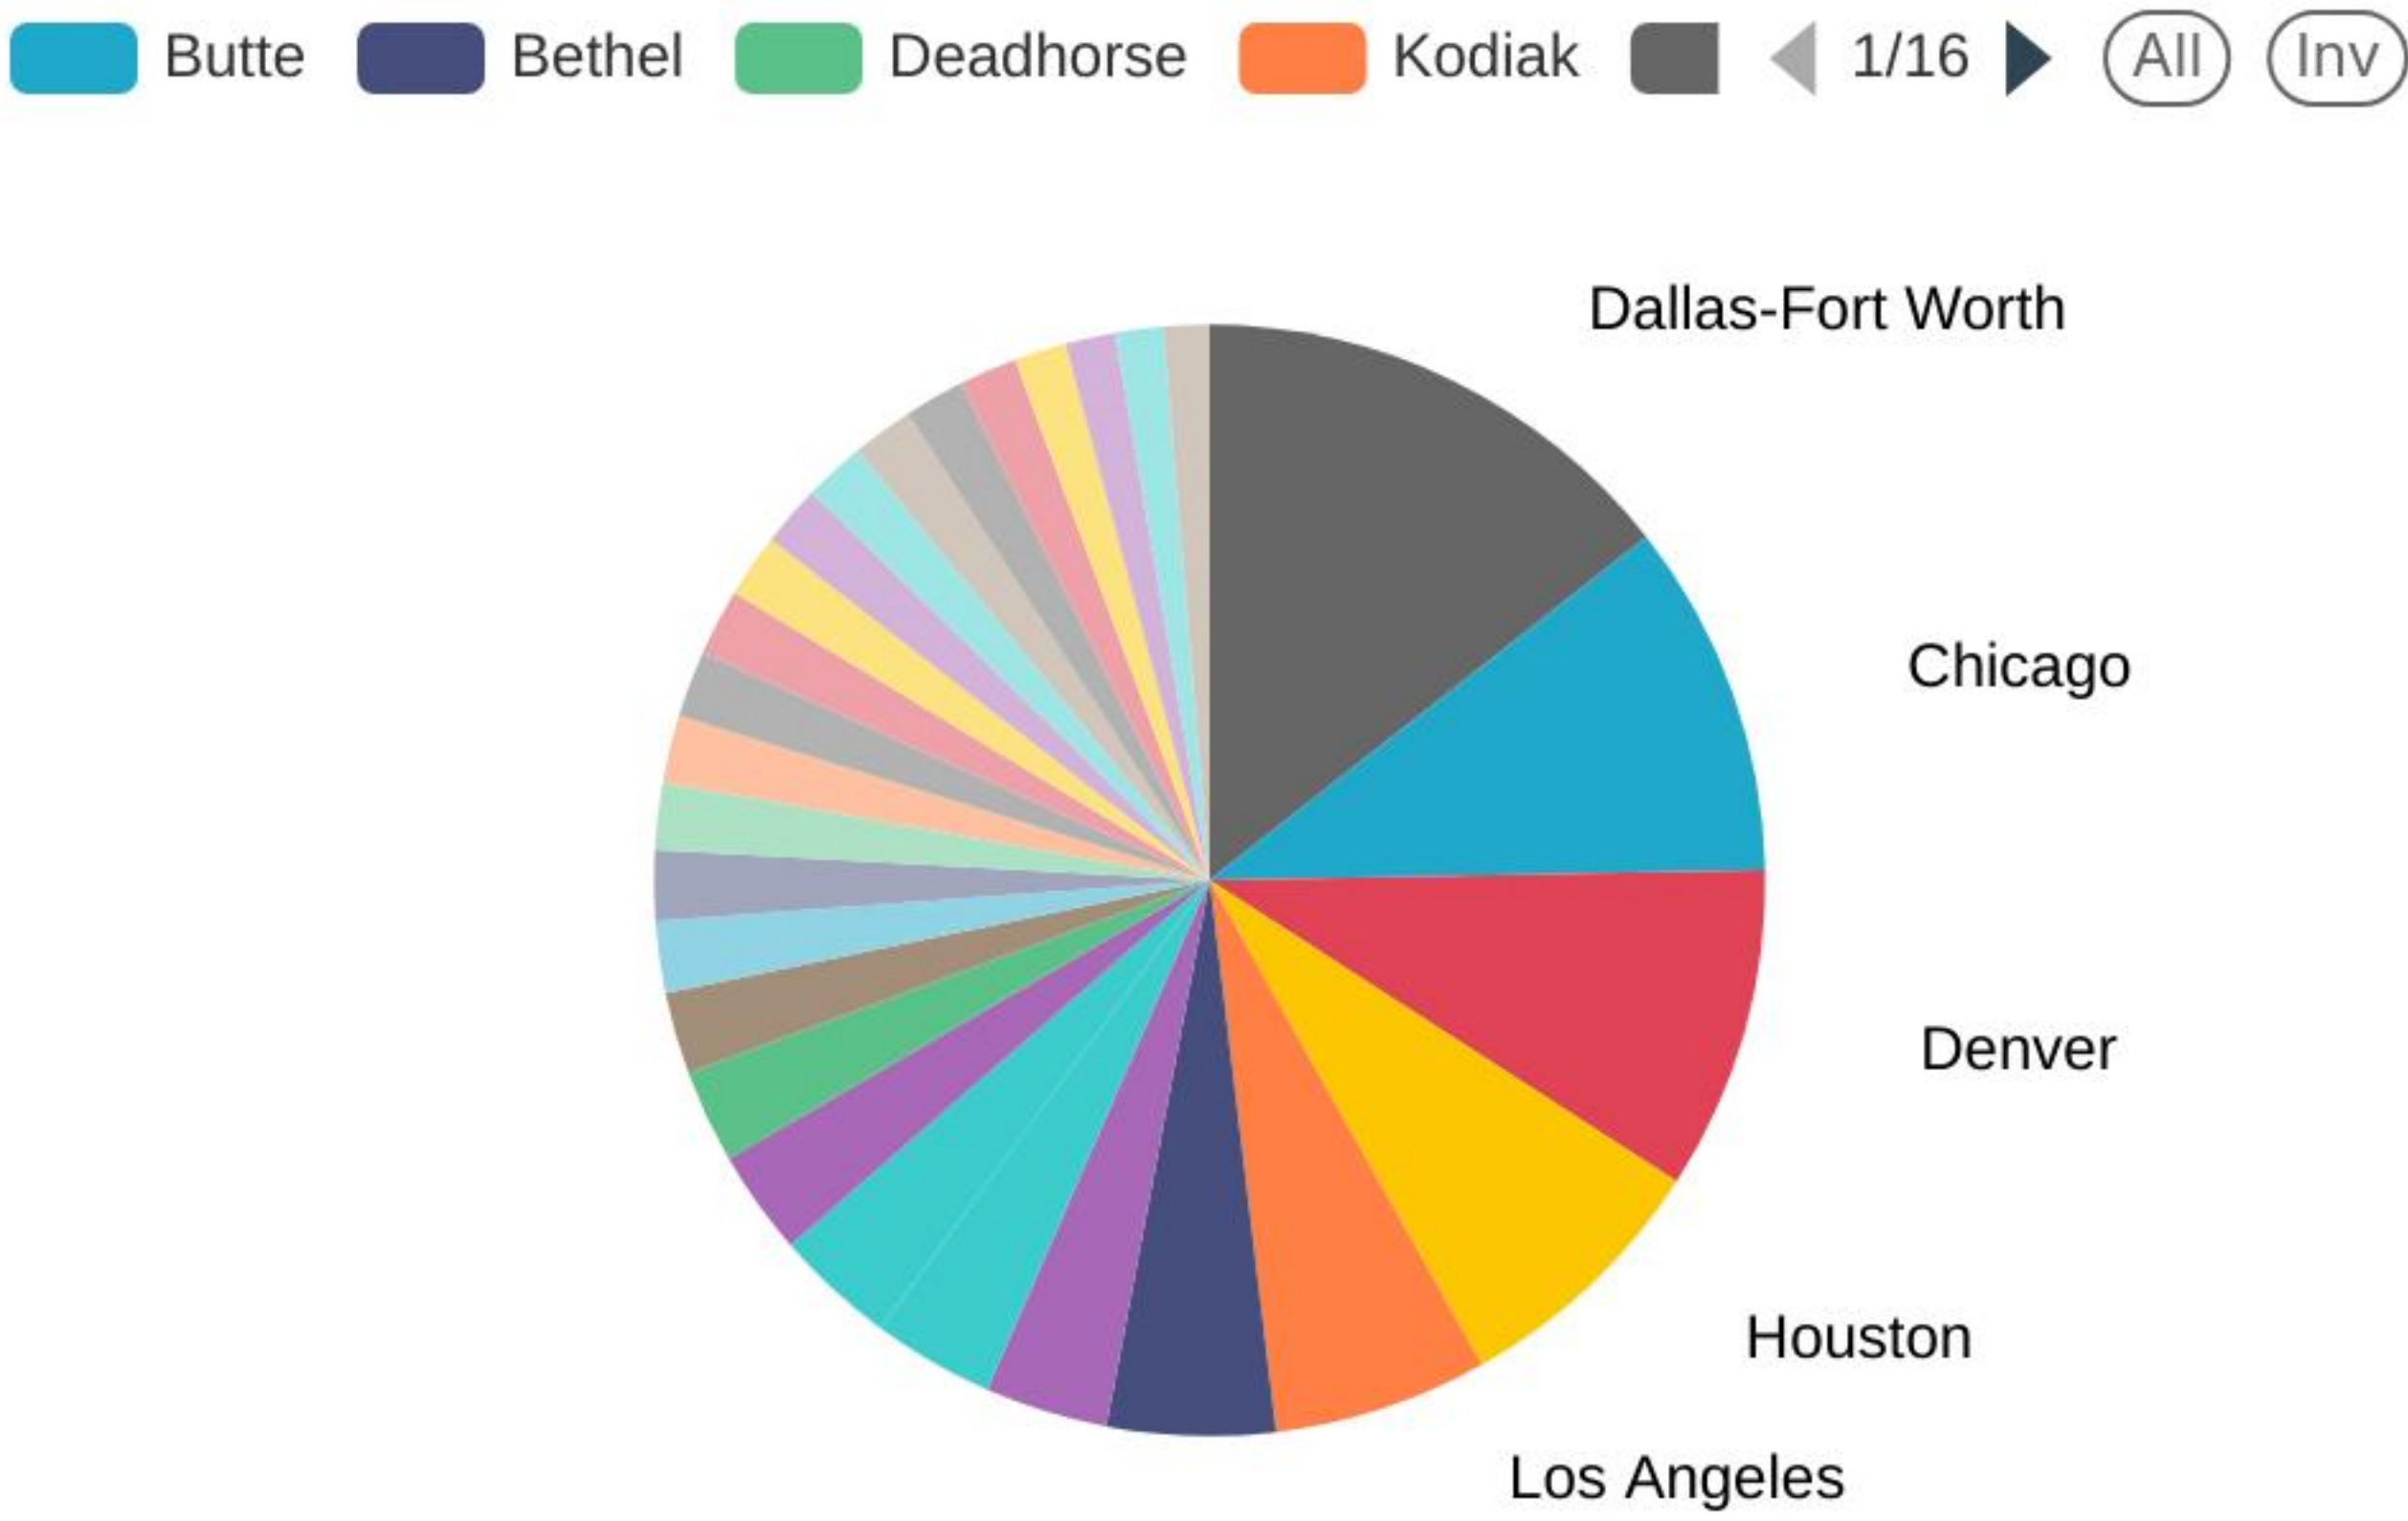 Butte Bethel Deadhorse Kodiak 1/16 All Inv
Dallas-Fort Worth
Chicago
Denver
Houston
Los Angeles